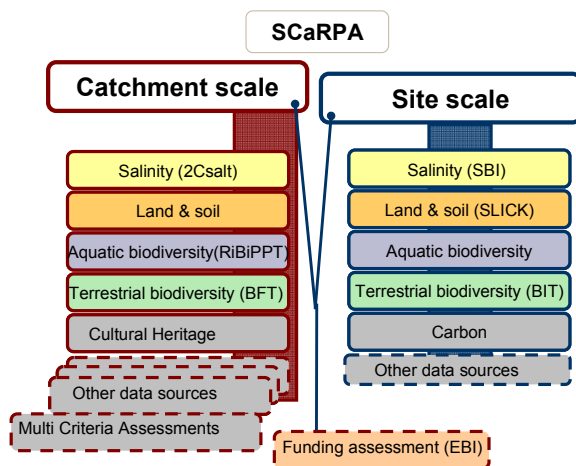 SCaRPA
Catchment scale
Site scale
Salinity (2Csalt)
Land & soil
Aquatic biodiversity(RiBiPPT)
Terrestrial biodiversity (BFT)
Cultural Heritage
Other data sources
Multi Criteria Assessments
Salinity (SBI)
Land & soil (SLICK)
Aquatic biodiversity
Terrestrial biodiversity (BIT)
Carbon
Other data sources
Funding assessment (EBI)